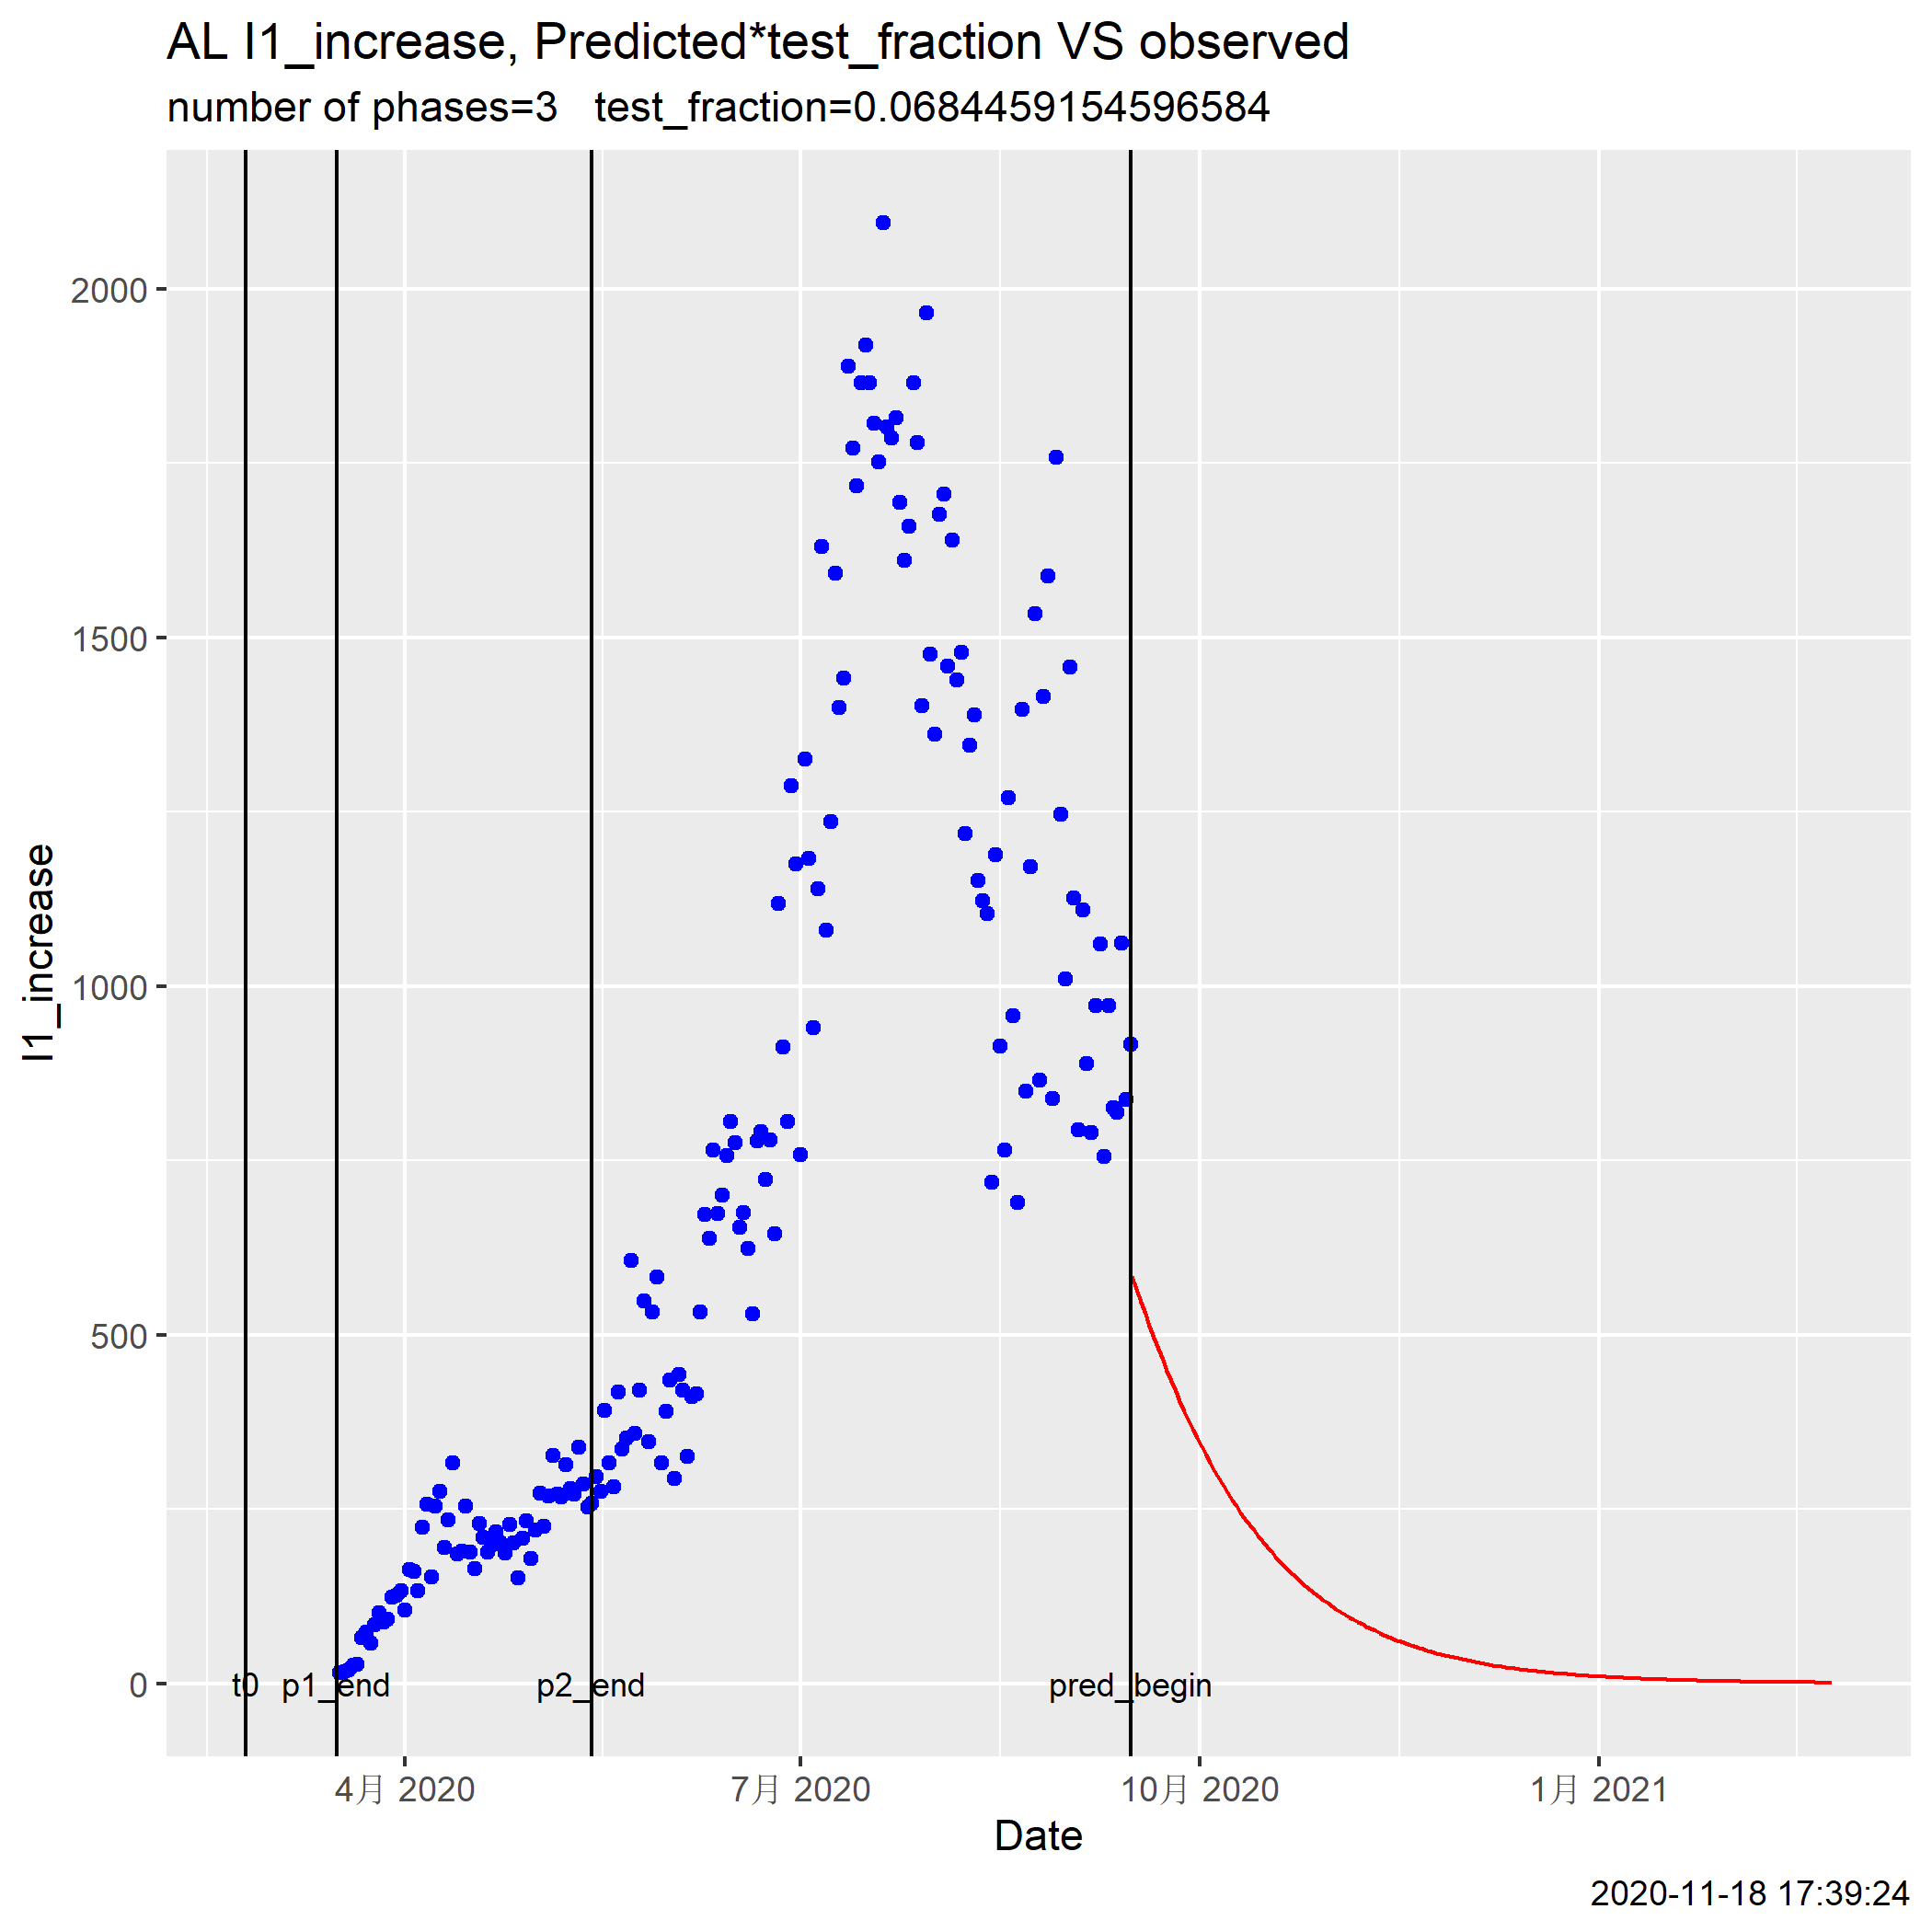 AL I1_increase, Predicted*test_fraction VS observed
number of phases=3   test_fraction=0.0684459154596584
I1_increase
2000
1500
1000
500
0
t0 p1_end p2_end pred_begin
4月 2020 7月 2020 10月 2020 1月 2021
Date
2020-11-18 17:39:24